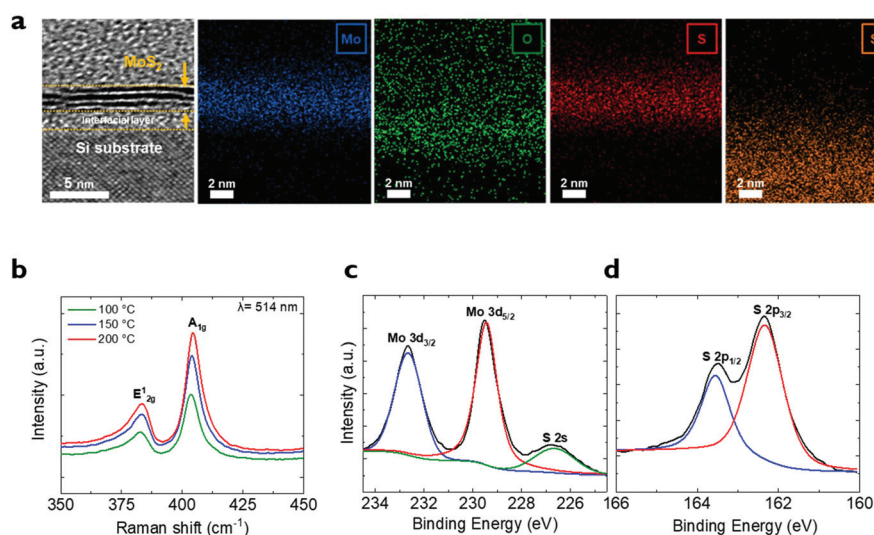 a
MoS₂
Interfacial layer
Si substrate
5 nm
Mo
2 nm
O
2 nm
S
2 nm
2 nm
b
Intensity (a.u.)
100 °C
150 °C
200 °C
λ= 514 nm
A₁g
E¹₂g
350 375 400 425 450
Raman shift (cm⁻¹)
c
Intensity (a.u.)
Mo 3d₃/₂
Mo 3d₅/₂
S 2s
234 232 230 228 226
Binding Energy (eV)
d
Intensity (a.u.)
S 2p₁/₂
S 2p₃/₂
166 164 162 160
Binding Energy (eV)